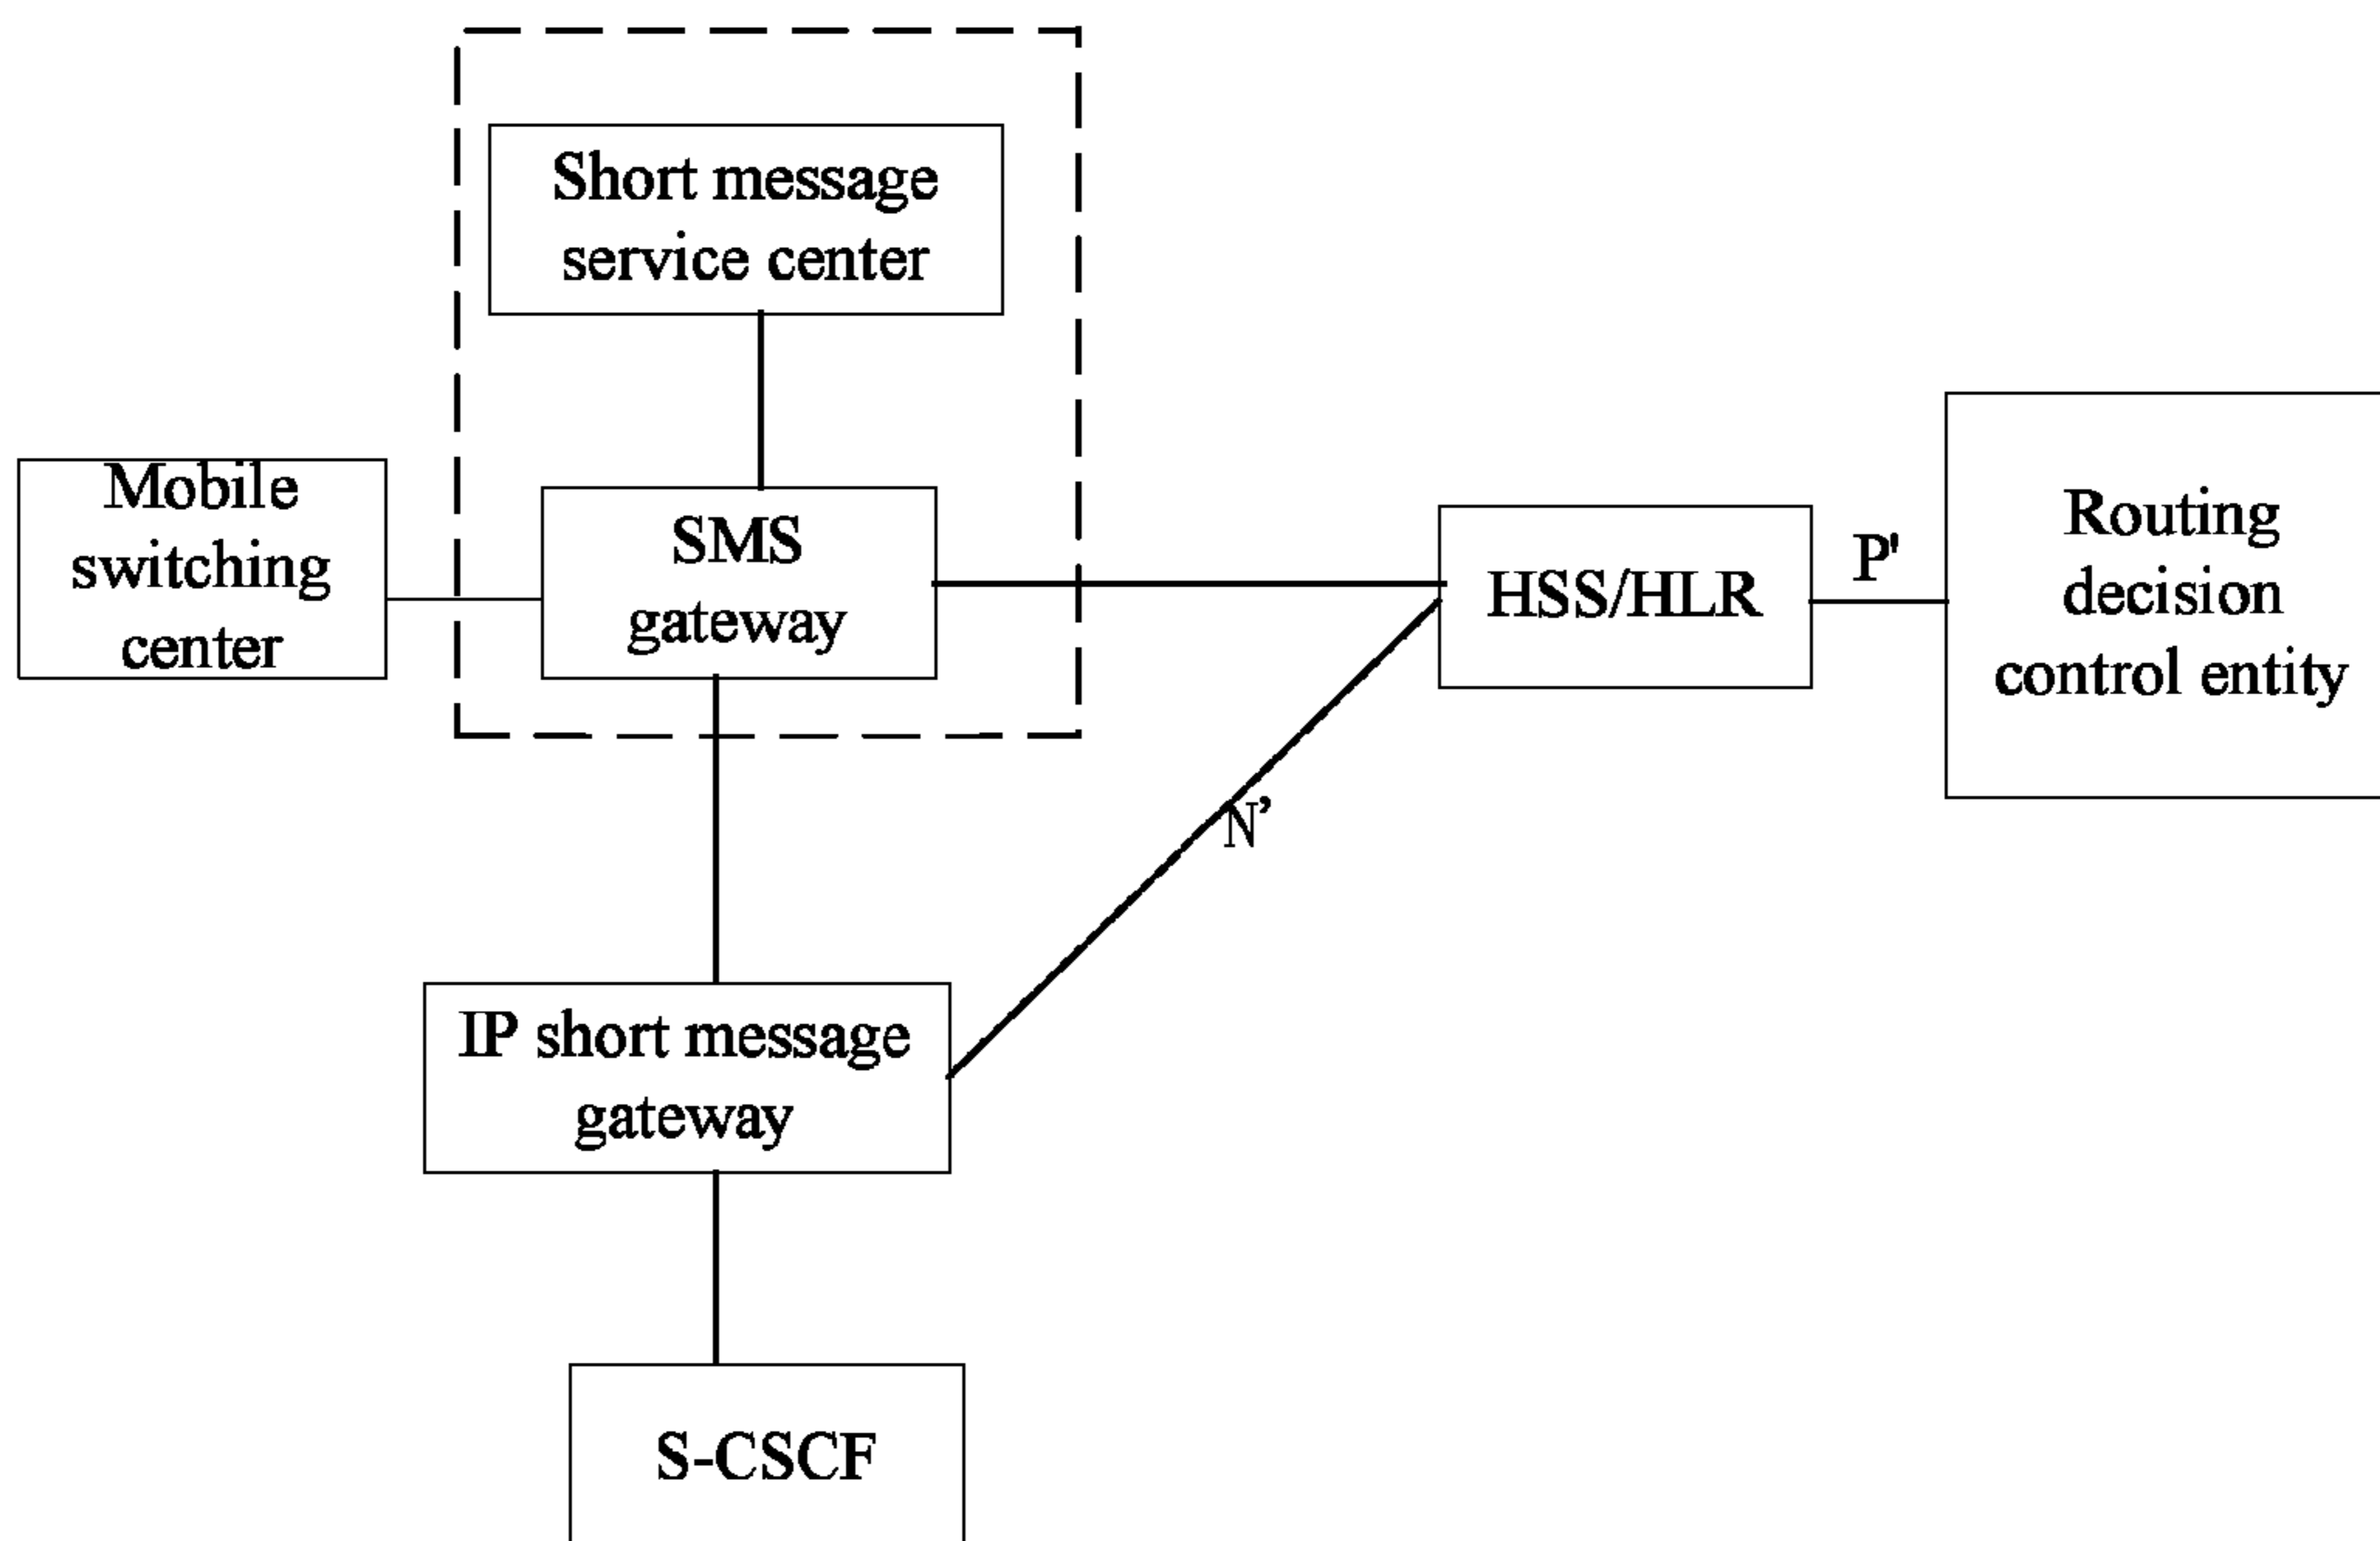 Short message
service center
Mobile
switching
center
SMS
gateway
HSS/HLR
P'
Routing
decision
control entity
N’
IP short message
gateway
S-CSCF